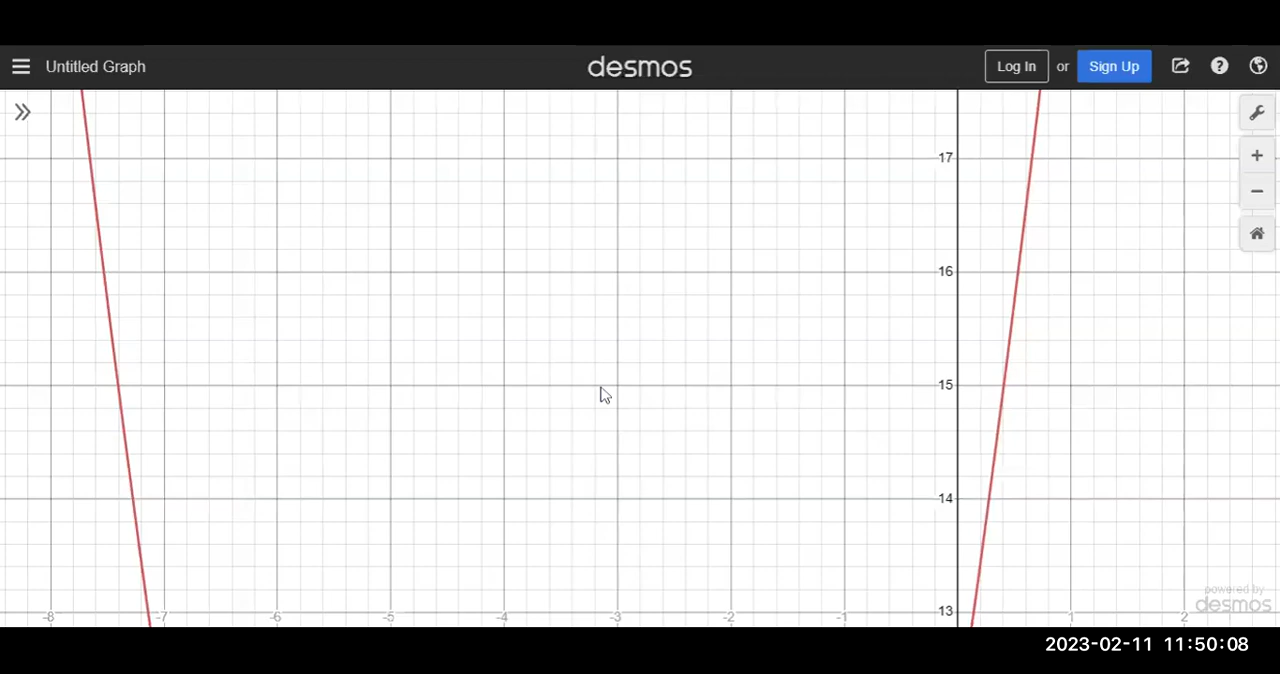 Untitled Graph
desmos
Log In or Sign Up
17
16
15
14
13
-8 -7 -6 -5 -4 -3 -2 -1 1 2
powered by
desmos
2023-02-11 11:50:08